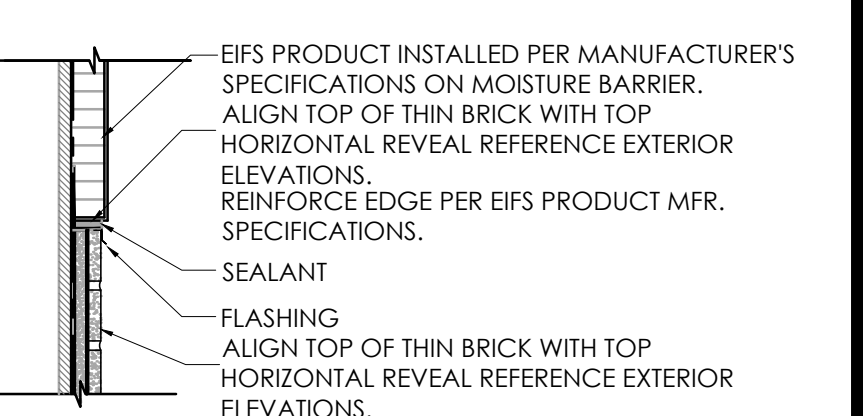 EIFS PRODUCT INSTALLED PER MANUFACTURER'S
SPECIFICATIONS ON MOISTURE BARRIER.
ALIGN TOP OF THIN BRICK WITH TOP
HORIZONTAL REVEAL REFERENCE EXTERIOR
ELEVATIONS.
REINFORCE EDGE PER EIFS PRODUCT MFR.
SPECIFICATIONS.
SEALANT
FLASHING
ALIGN TOP OF THIN BRICK WITH TOP
HORIZONTAL REVEAL REFERENCE EXTERIOR
ELEVATIONS.